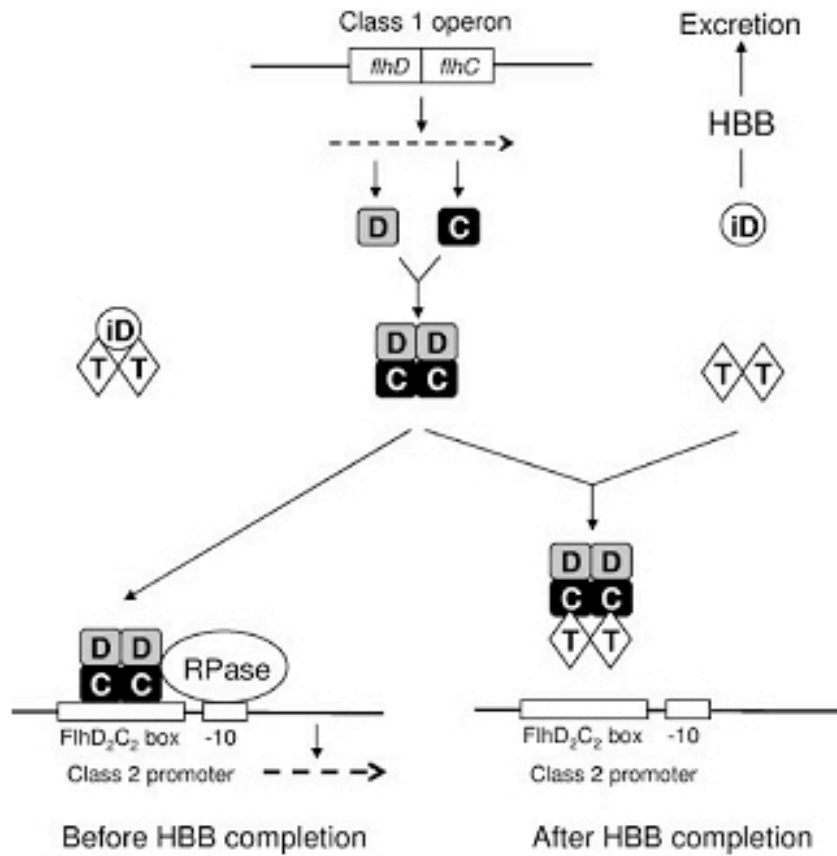 Class 1 operon
Excretion
flhD flhC
HBB
D C
iD
iD
T T
D D
C C
T T
D D
C C
T T
D D
C C
RPase
FlhD₂C₂ box -10
Class 2 promoter
FlhD₂C₂ box -10
Class 2 promoter
Before HBB completion
After HBB completion